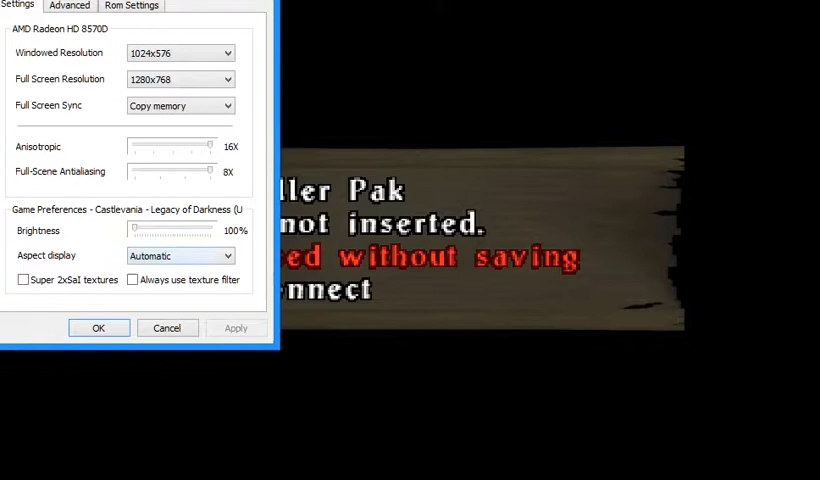 Settings
Advanced
Rom Settings
AMD Radeon HD 8570D
Windowed Resolution 1024x576
Full Screen Resolution 1280x768
Full Screen Sync Copy memory
Anisotropic 16X
Full-Scene Antialiasing 8X
Game Preferences - Castlevania - Legacy of Darkness (U
Brightness 100%
Aspect display Automatic
Super 2xSaI textures Always use texture filter
OK Cancel Apply
ller Pak
not inserted.
ed without saving
nnect